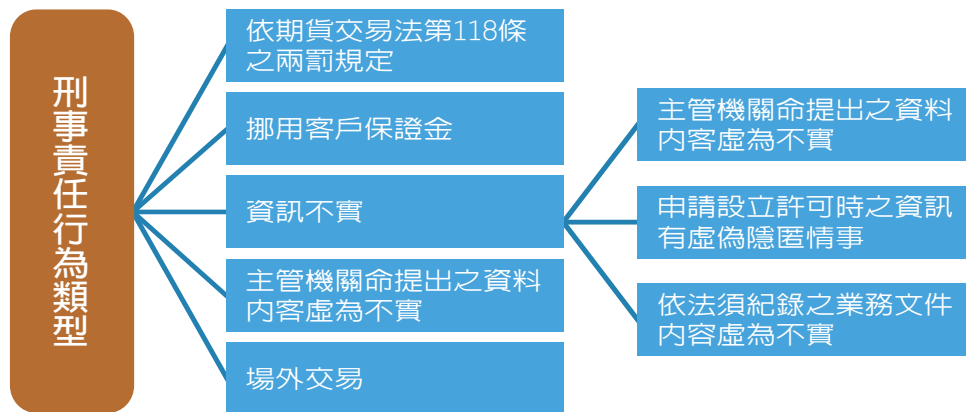 刑事責任行為類型
依期貨交易法第118條
之兩罰規定
挪用客戶保證金
資訊不實
主管機關命提出之資料
內客虛為不實
場外交易
主管機關命提出之資料
內客虛為不實
申請設立許可時之資訊
有虛偽隱匿情事
依法須紀錄之業務文件
內容虛為不實